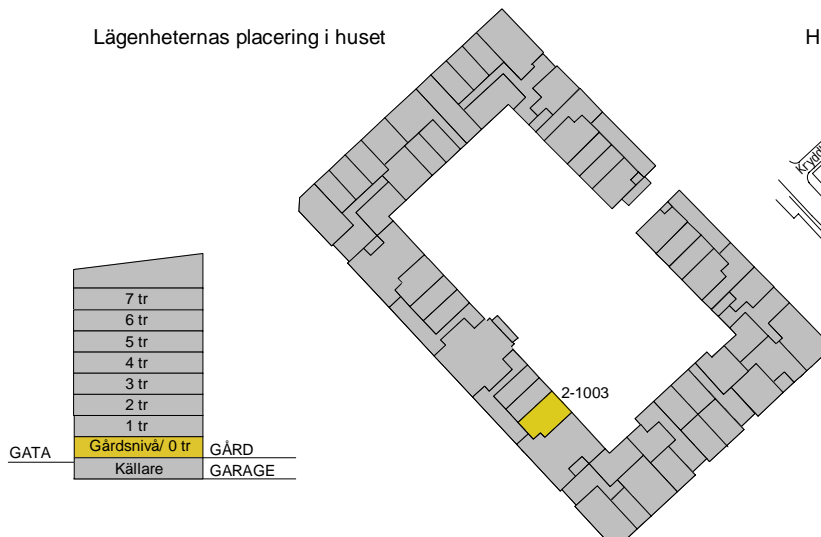 Lägenheternas placering i huset
H
2-1003
7 tr
6 tr
5 tr
4 tr
3 tr
2 tr
1 tr
Gårdsnivå/ 0 tr
GATA
GÅRD
Källare
GARAGE